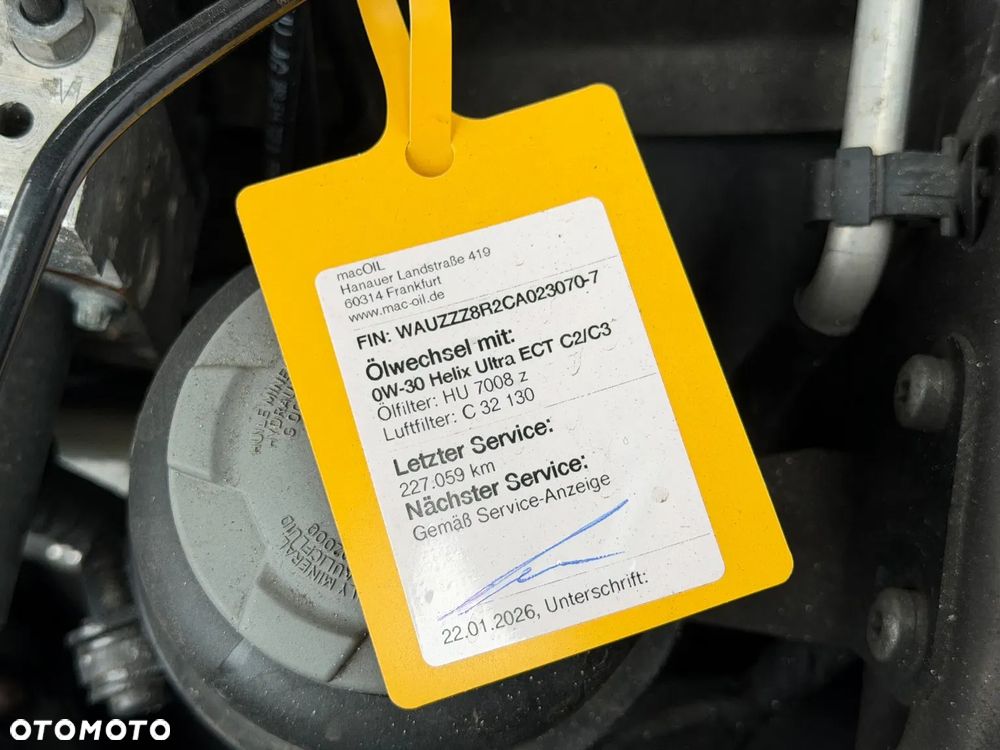 macOIL
Hanauer Landstraße 419
60314 Frankfurt
www.mac-oil.de
FIN: WAUZZZ8R2CA023070-7
Ölwechsel mit:
0W-30 Helix Ultra ECT C2/C3
Ölfilter: HU 7008 z
Luftfilter: C 32 130
Letzter Service:
227.059 km
Nächster Service:
Gemäß Service-Anzeige
22.01.2026, Unterschrift:
LY MINERAL
OTOMOTO